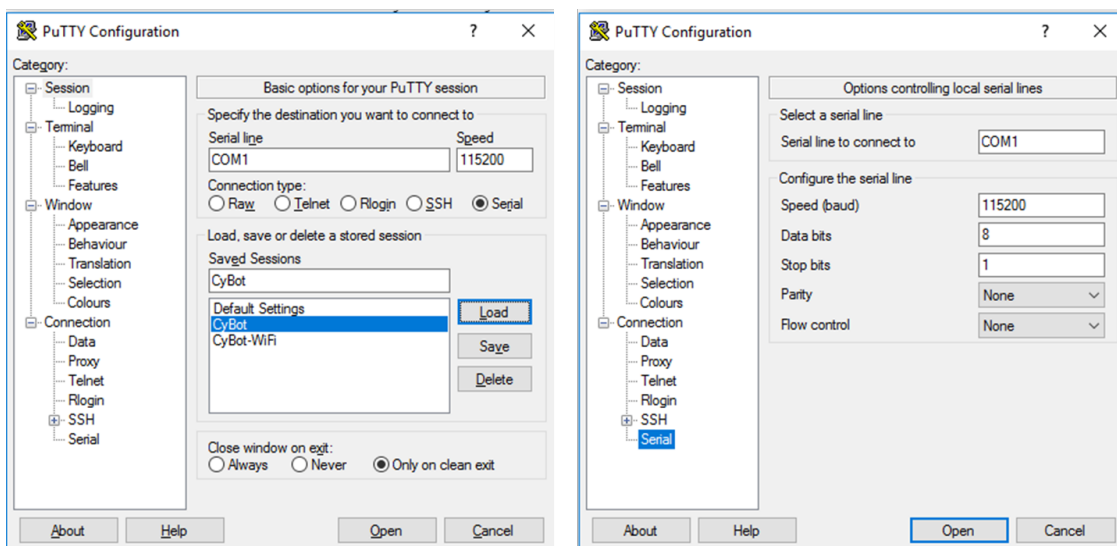 PuTTY Configuration ? ×
Category:
Session
Logging
Terminal
Keyboard
Bell
Features
Window
Appearance
Behaviour
Translation
Selection
Colours
Connection
Data
Proxy
Telnet
Rlogin
SSH
Serial
Basic options for your PuTTY session
Specify the destination you want to connect to
Serial line Speed
COM1 115200
Connection type:
Raw Telnet Rlogin SSH Serial
Load, save or delete a stored session
Saved Sessions
CyBot
Default Settings
CyBot
CyBot-WiFi
Load
Save
Delete
Close window on exit:
Always Never Only on clean exit
About Help Open Cancel
PuTTY Configuration ? ×
Category:
Session
Logging
Terminal
Keyboard
Bell
Features
Window
Appearance
Behaviour
Translation
Selection
Colours
Connection
Data
Proxy
Telnet
Rlogin
SSH
Serial
Options controlling local serial lines
Select a serial line
Serial line to connect to COM1
Configure the serial line
Speed (baud) 115200
Data bits 8
Stop bits 1
Parity None
Flow control None
About Help Open Cancel